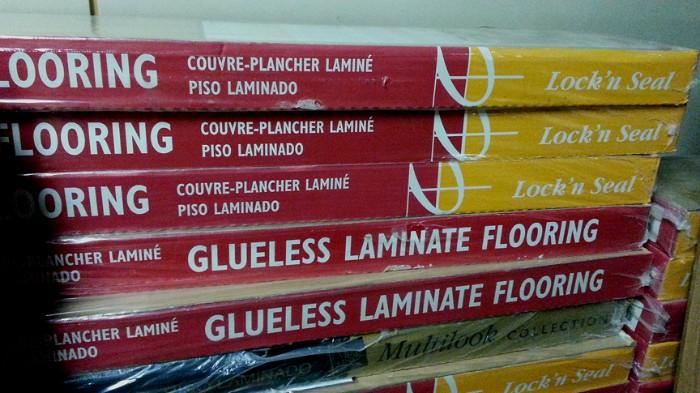 LOORING COUVRE-PLANCHER LAMINÉ Lock'n Seal
PISO LAMINADO
FLOORING COUVRE-PLANCHER LAMINÉ Lock'n Seal
PISO LAMINADO
LOORING COUVRE-PLANCHER LAMINÉ Lock'n Seal
PISO LAMINADO
PLANCHER LAMINÉ GLUELESS LAMINATE FLOORING
NADO
PLANCHER LAMINÉ GLUELESS LAMINATE FLOORING
INADO
Multilook COLLECTION
LAMINADO
Lock'n Seal